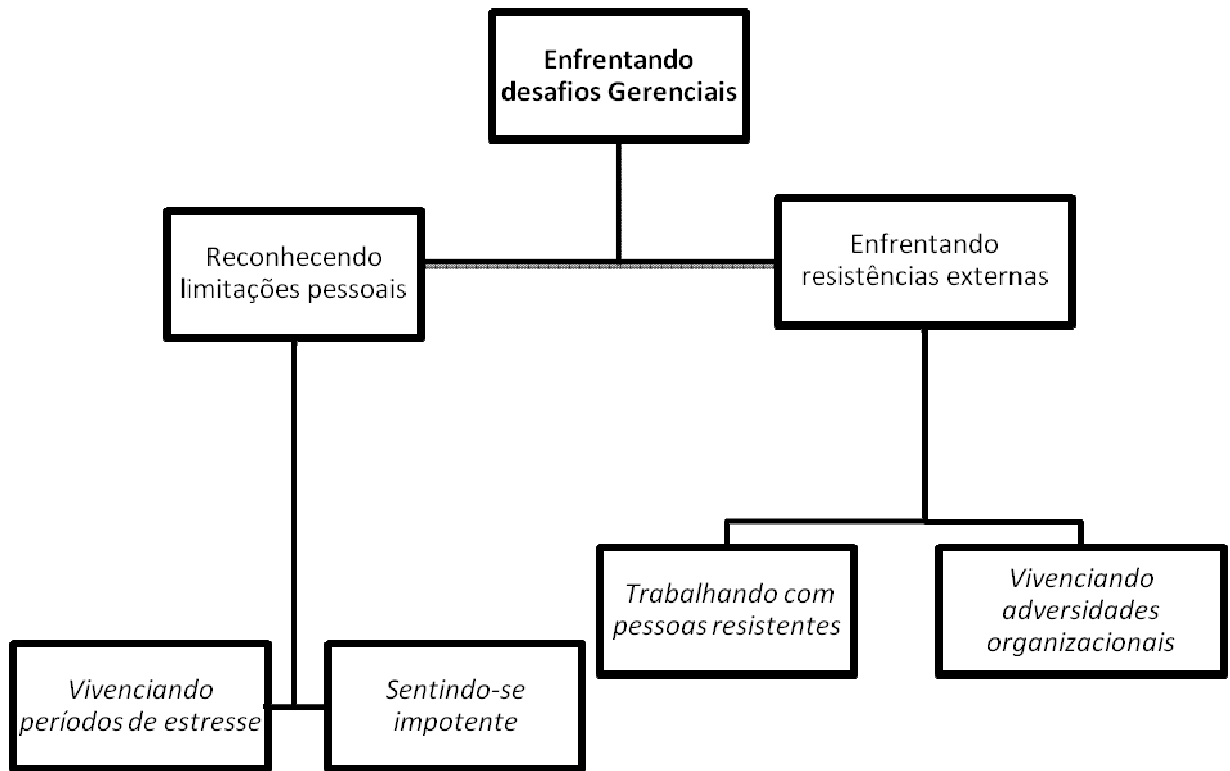 Enfrentando
desafios Gerenciais
Reconhecendo
limitações pessoais
Enfrentando
resistências externas
Trabalhando com
pessoas resistentes
Vivenciando
adversidades
organizacionais
Vivenciando
períodos de estresse
Sentindo-se
impotente